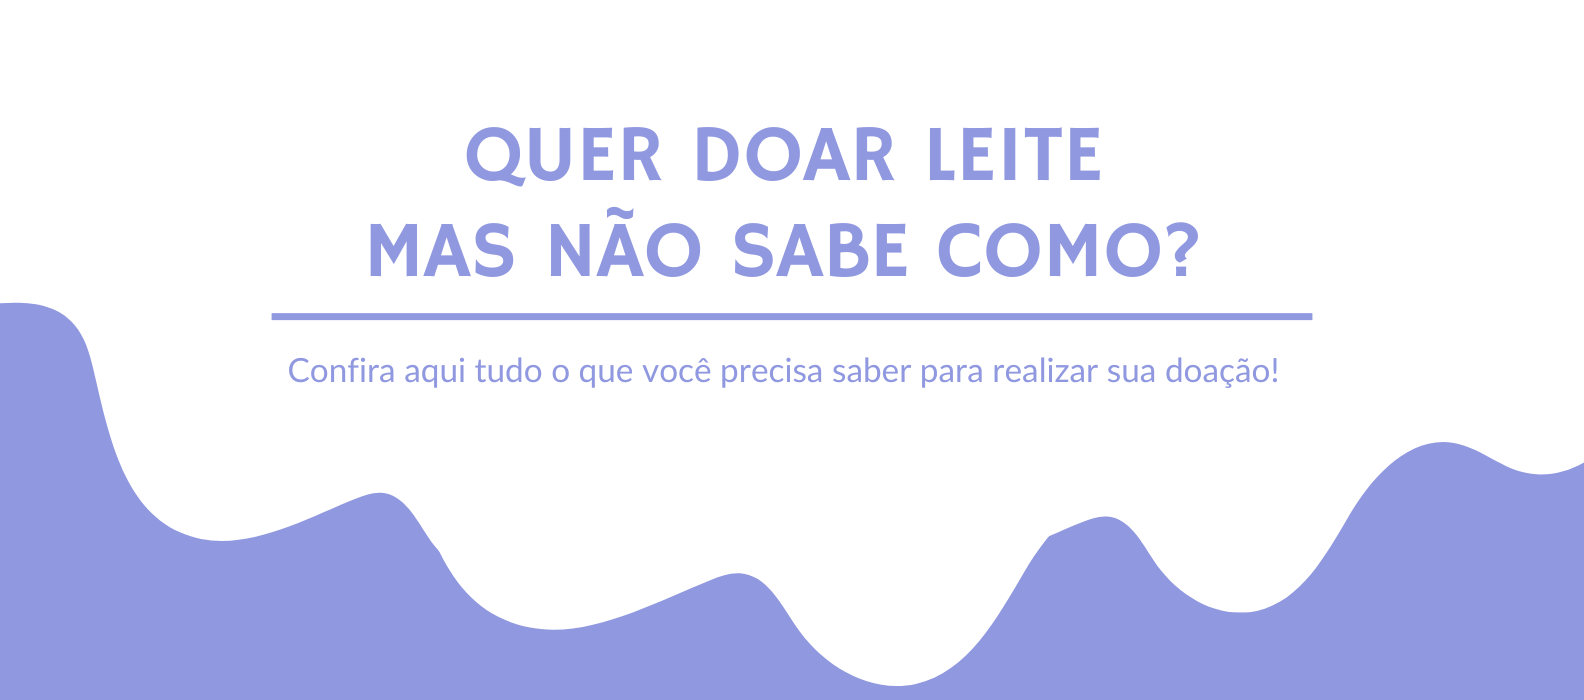 QUER DOAR LEITE
MAS NÃO SABE COMO?
Confira aqui tudo o que você precisa saber para realizar sua doação!